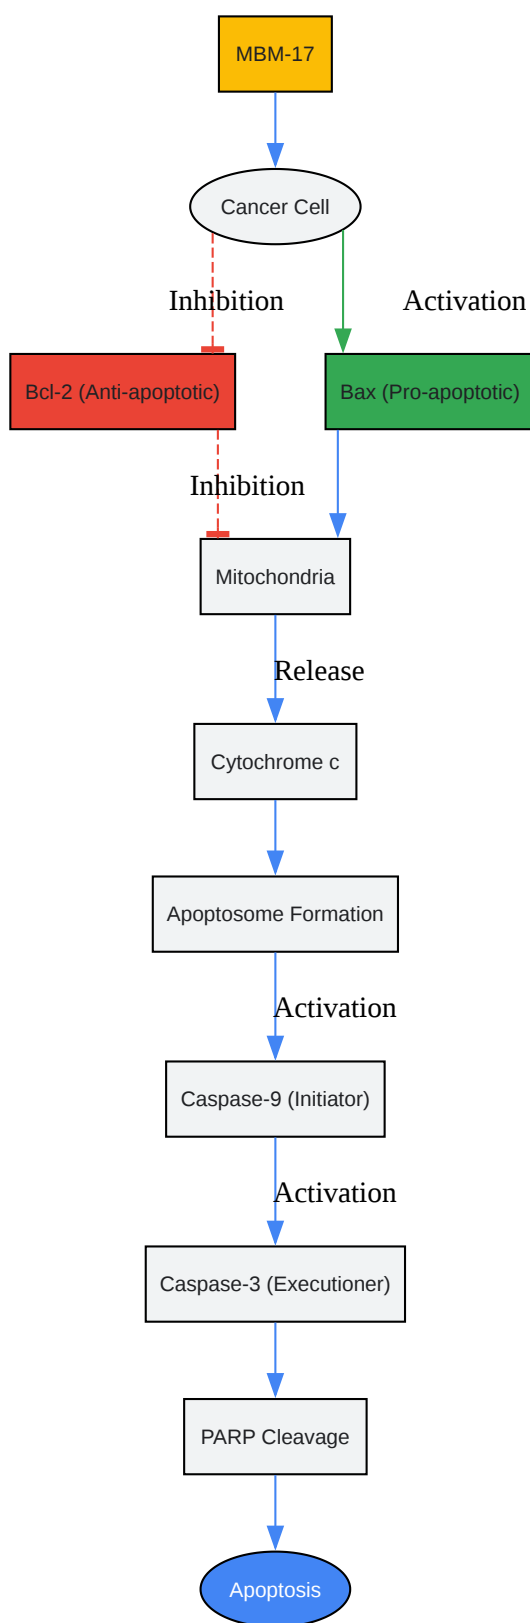 MBM-17
Cancer Cell
Inhibition
Activation
Bcl-2 (Anti-apoptotic)
Bax (Pro-apoptotic)
Inhibition
Mitochondria
Release
Cytochrome c
Apoptosome Formation
Activation
Caspase-9 (Initiator)
Activation
Caspase-3 (Executioner)
PARP Cleavage
Apoptosis